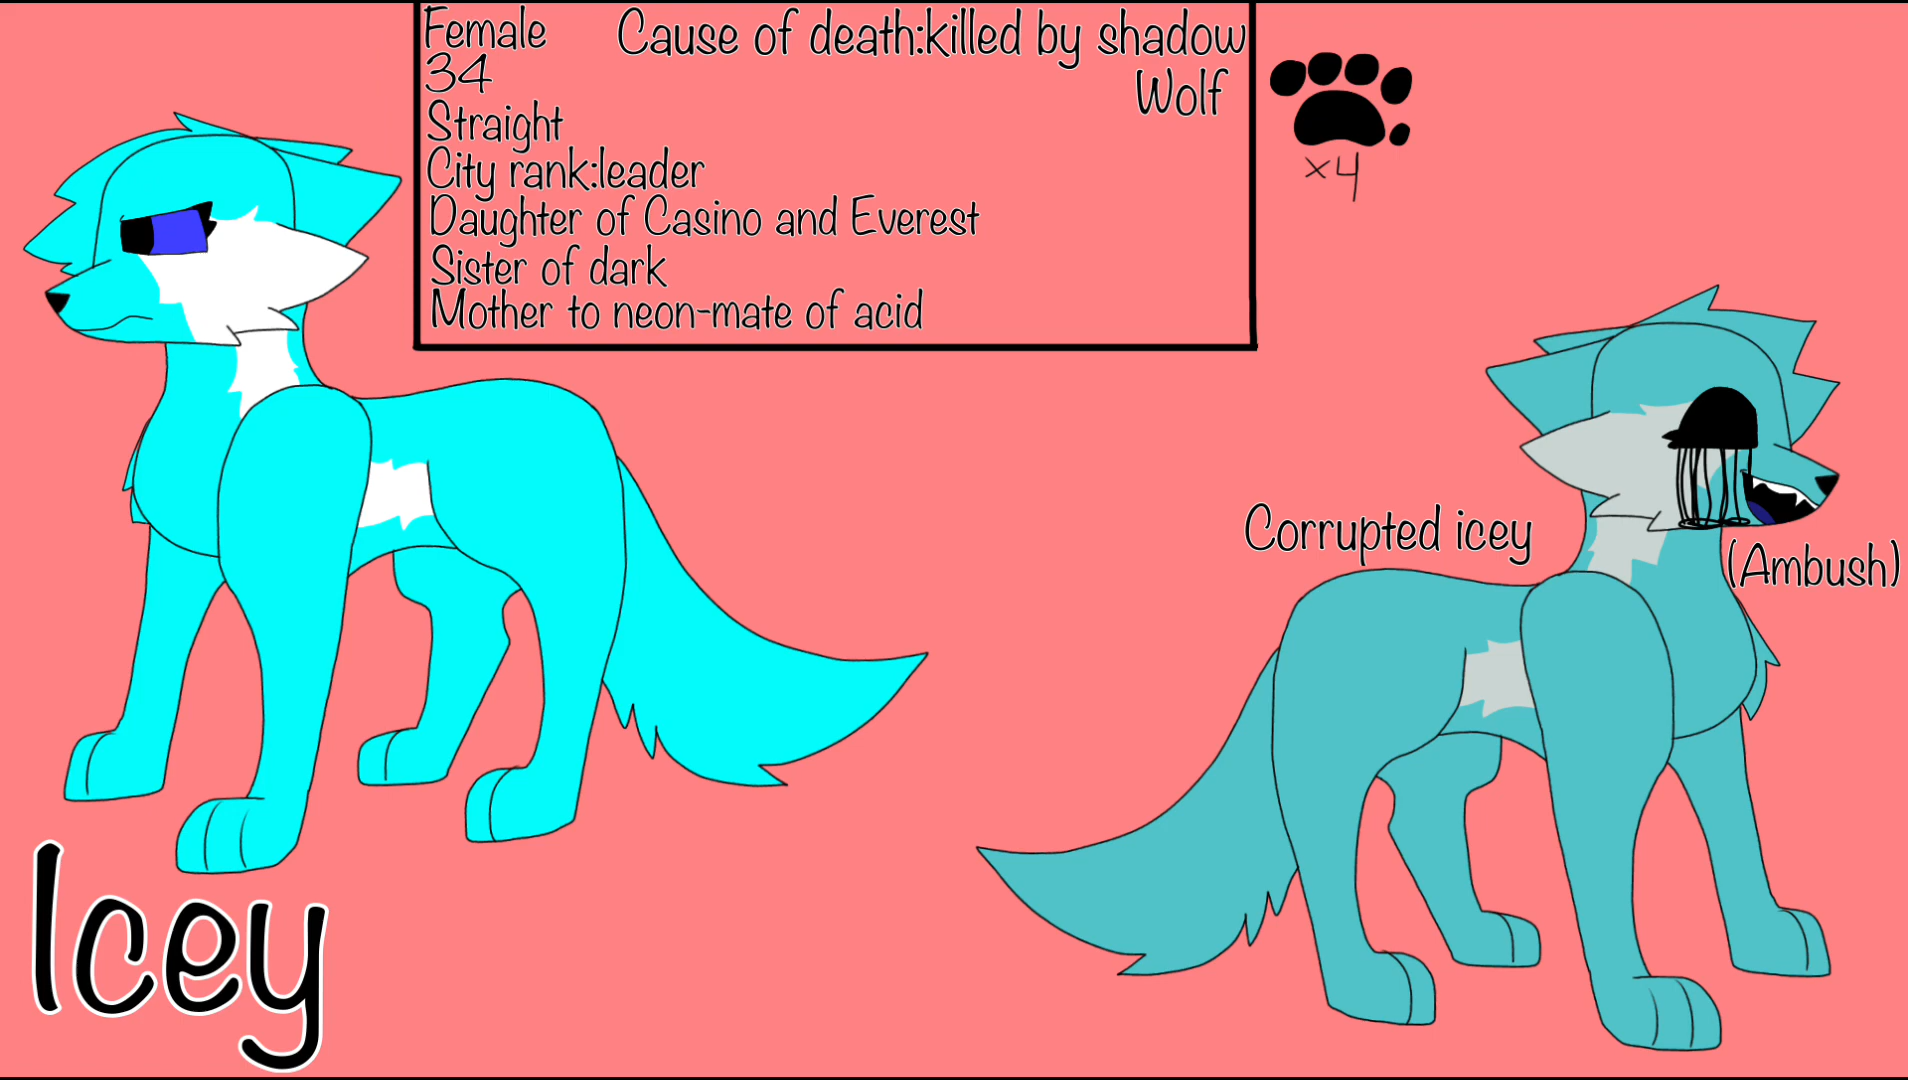 Female
34
Straight
City rank:leader
Daughter of Casino and Everest
Sister of dark
Mother to neon-mate of acid
Cause of death:killed by shadow
Wolf
x4
Corrupted icey
(Ambush)
Icey